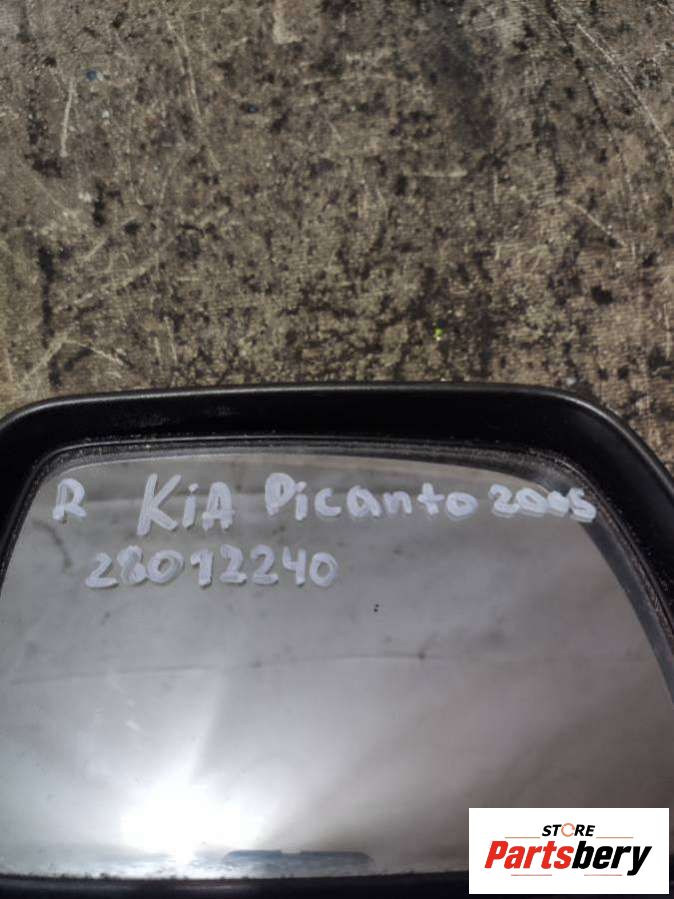 R KiA Picanto 2005
28012240
STORE
Partsbery